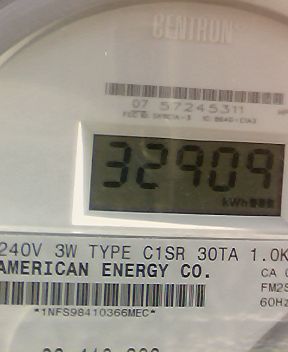 CENTRON
07 57245311
32909
kWh
240V 3W TYPE C1SR 30TA 1.0K
AMERICAN ENERGY CO.
CA
FM2S
60Hz
*1NFS98410366MEC*